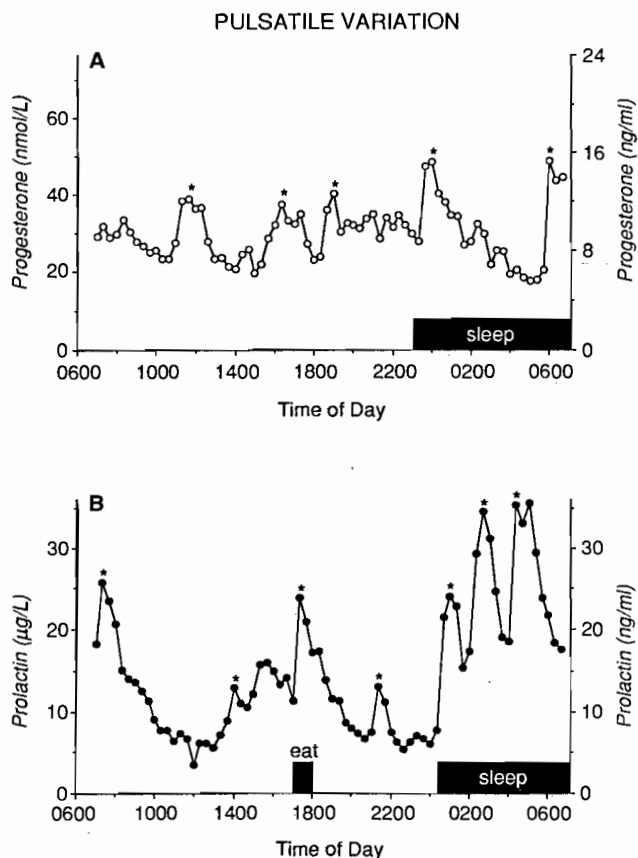 PULSATILE VARIATION
A
Progesterone (nmol/L)
60
40
20
0
24
16
8
0
Progesterone (ng/ml)
* * * * *
sleep
0600 1000 1400 1800 2200 0200 0600
Time of Day
B
Prolactin (μg/L)
30
20
10
0
30
20
10
0
Prolactin (ng/ml)
* * * * * * *
eat
sleep
0600 1000 1400 1800 2200 0200 0600
Time of Day